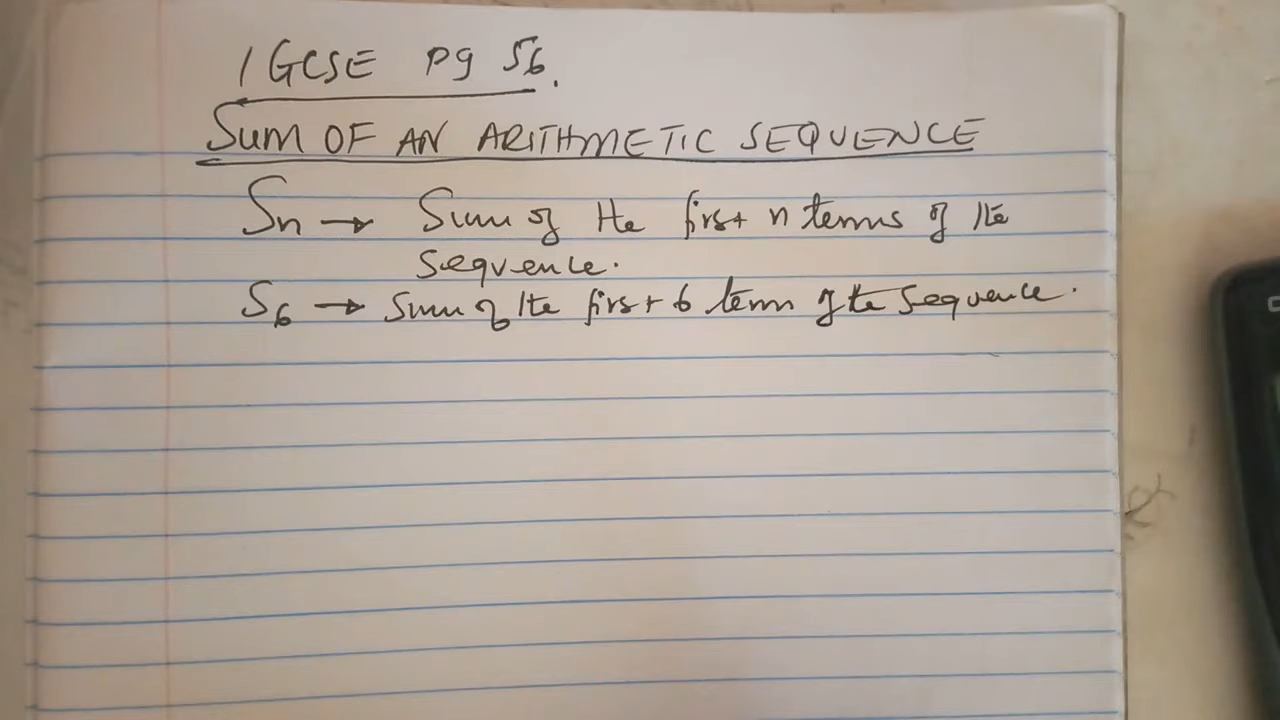 IGCSE Pg 56.
SUM OF AN ARITHMETIC SEQUENCE
Sn → Sum of the first n terms of the
sequence.
S6 → Sum of the first 6 term of the sequence.